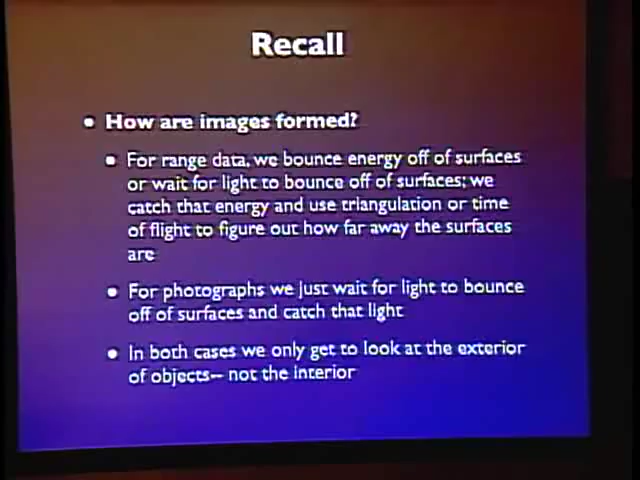 Recall
• How are images formed?
• For range data, we bounce energy off of surfaces
or wait for light to bounce off of surfaces; we
catch that energy and use triangulation or time
of flight to figure out how far away the surfaces
are
• For photographs we just wait for light to bounce
off of surfaces and catch that light
• In both cases we only get to look at the exterior
of objects-- not the interior